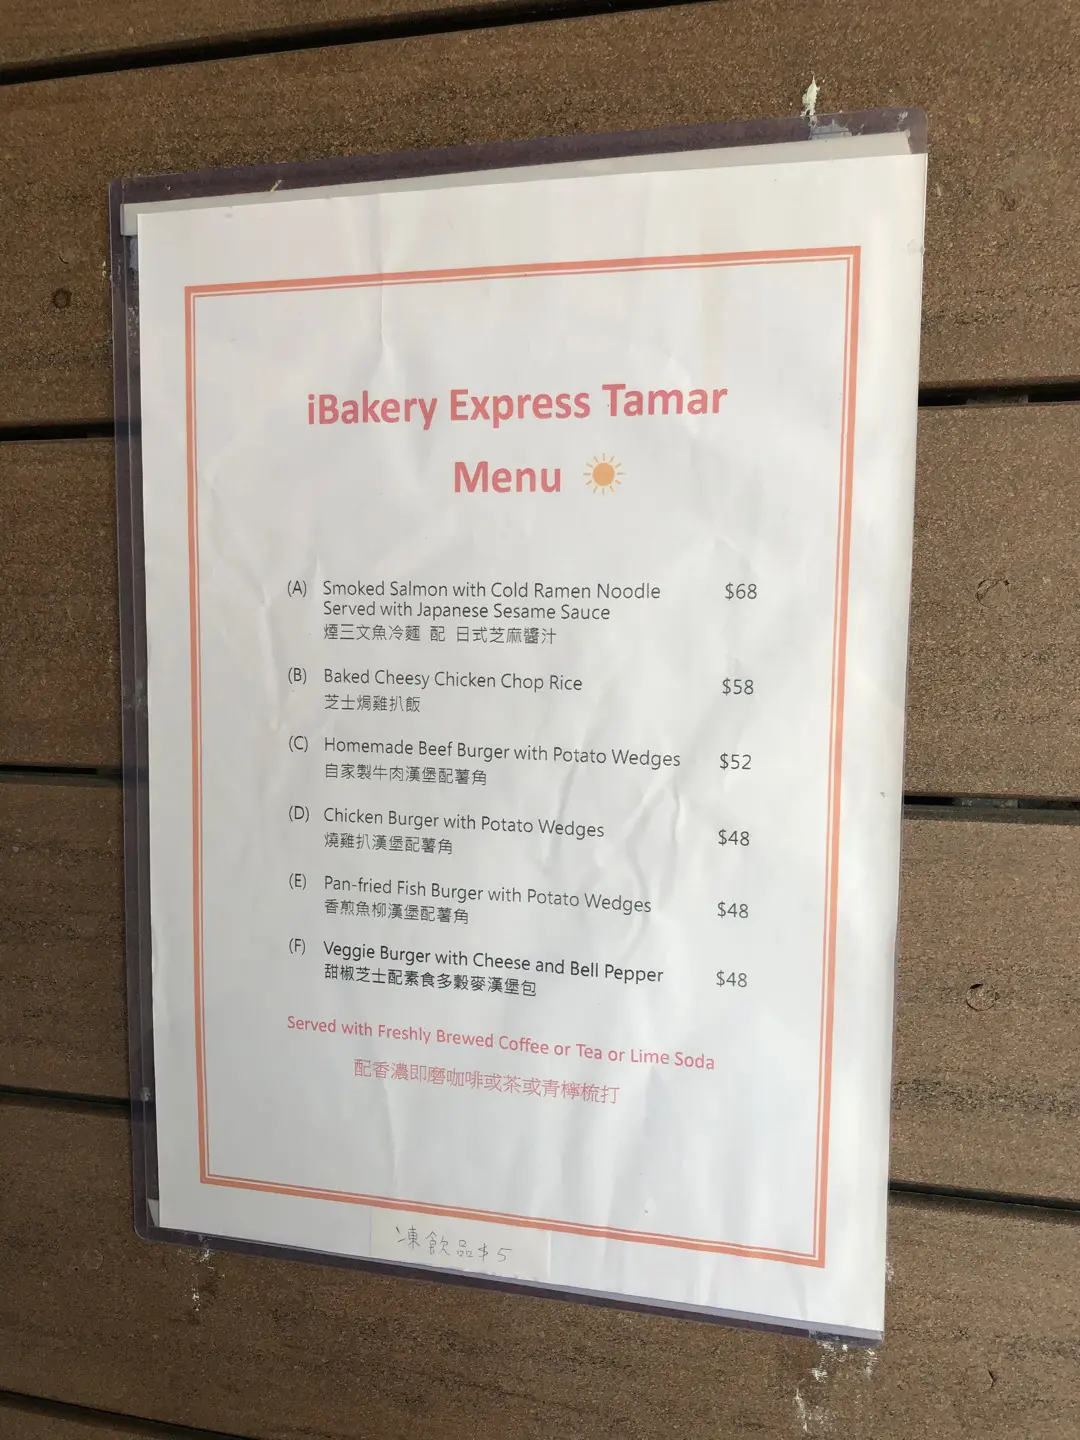 iBakery Express Tamar
Menu
(A) Smoked Salmon with Cold Ramen Noodle $68
Served with Japanese Sesame Sauce
煙三文魚冷麵 配 日式芝麻醬汁
(B) Baked Cheesy Chicken Chop Rice $58
芝士焗雞扒飯
(C) Homemade Beef Burger with Potato Wedges $52
自家製牛肉漢堡配薯角
(D) Chicken Burger with Potato Wedges $48
燒雞扒漢堡配薯角
(E) Pan-fried Fish Burger with Potato Wedges $48
香煎魚柳漢堡配薯角
(F) Veggie Burger with Cheese and Bell Pepper $48
甜椒芝士配素食多穀麥漢堡包
Served with Freshly Brewed Coffee or Tea or Lime Soda
配香濃即磨咖啡或茶或青檸梳打
凍飲品$5